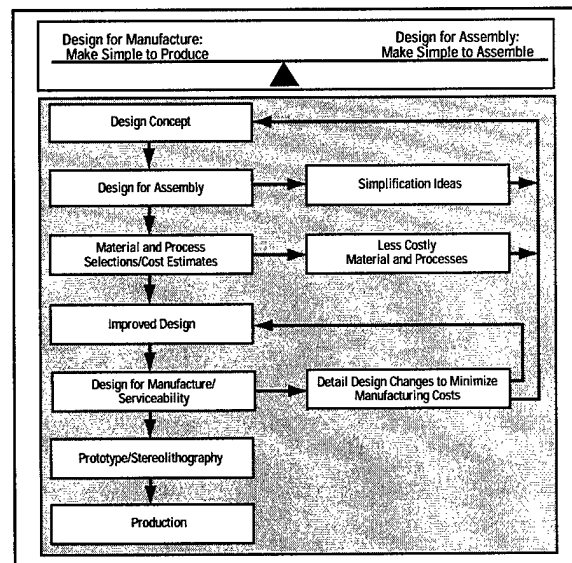 Design for Manufacture:
Make Simple to Produce
Design for Assembly:
Make Simple to Assemble
Design Concept
Design for Assembly
Simplification Ideas
Material and Process
Selections/Cost Estimates
Less Costly
Material and Processes
Improved Design
Design for Manufacture/
Serviceability
Detail Design Changes to Minimize
Manufacturing Costs
Prototype/Stereolithography
Production